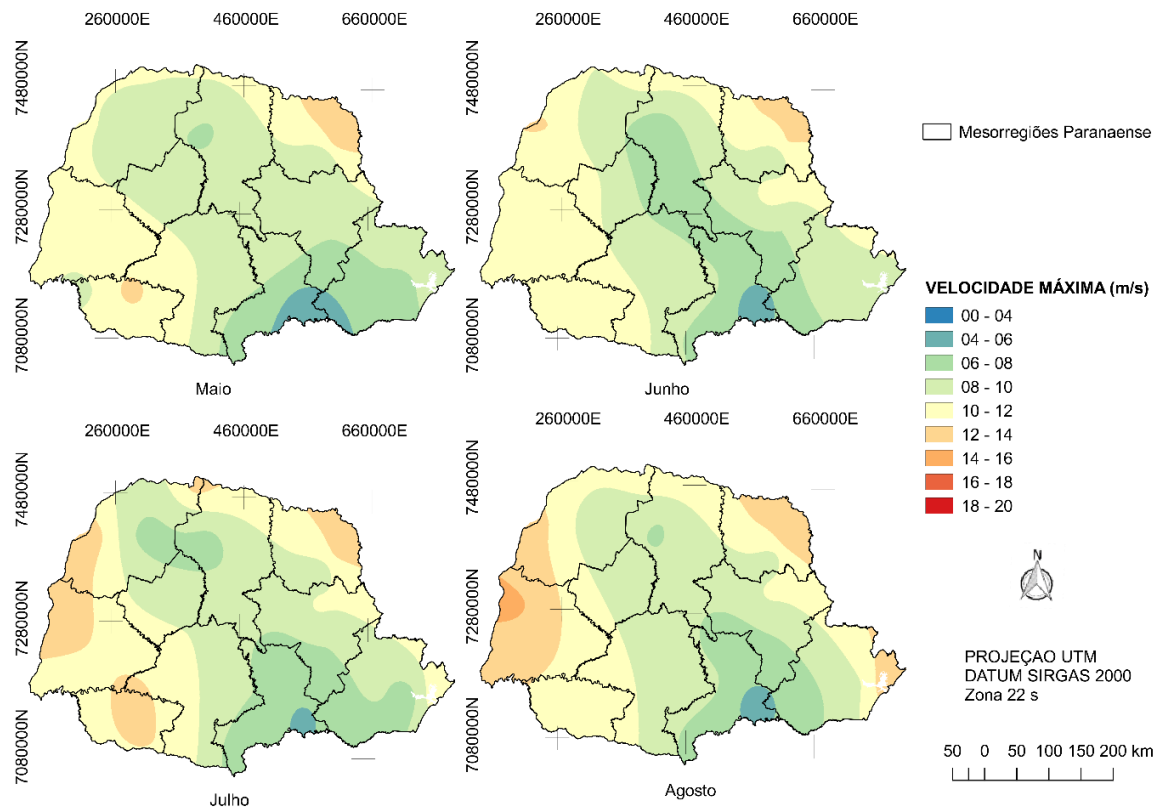 260000E 460000E 660000E
260000E 460000E 660000E
7480000N
7280000N
7080000N
7480000N
7280000N
7080000N
Maio
Junho
Mesorregiões Paranaense
VELOCIDADE MÁXIMA (m/s)
00 - 04
04 - 06
06 - 08
08 - 10
10 - 12
12 - 14
14 - 16
16 - 18
18 - 20
260000E 460000E 660000E
260000E 460000E 660000E
7480000N
7280000N
7080000N
7480000N
7280000N
7080000N
Julho
Agosto
N
PROJEÇAO UTM
DATUM SIRGAS 2000
Zona 22 s
50 0 50 100 150 200 km